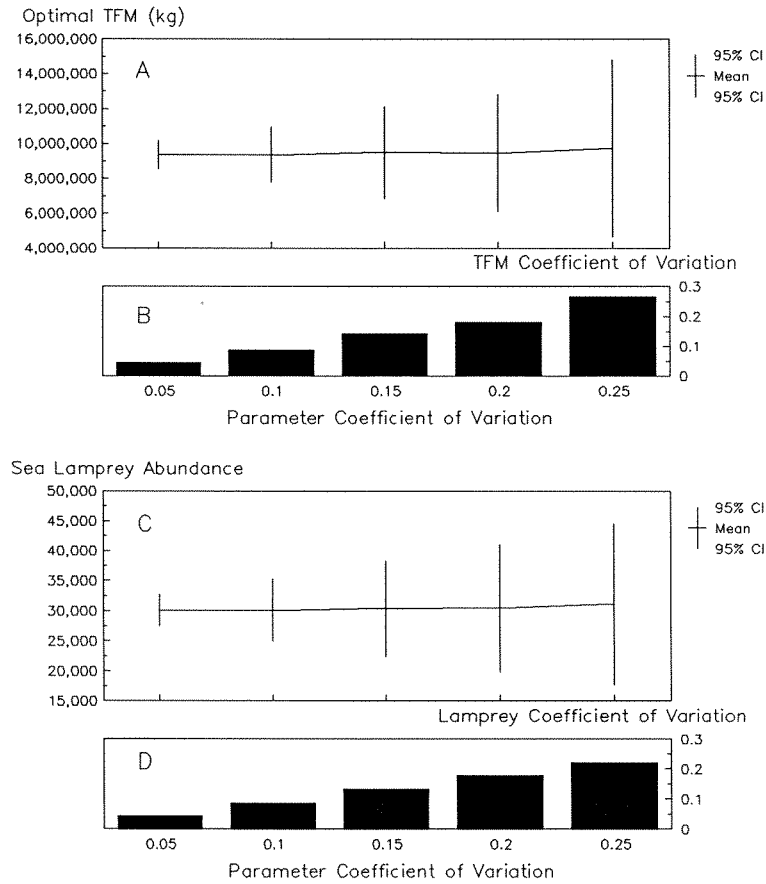 Optimal TFM (kg)
16,000,000
14,000,000
12,000,000
10,000,000
8,000,000
6,000,000
4,000,000
A
95% CI
Mean
95% CI
TFM Coefficient of Variation
B
0.3
0.2
0.1
0
0.05 0.1 0.15 0.2 0.25
Parameter Coefficient of Variation
Sea Lamprey Abundance
50,000
45,000
40,000
35,000
30,000
25,000
20,000
15,000
C
95% CI
Mean
95% CI
Lamprey Coefficient of Variation
D
0.3
0.2
0.1
0
0.05 0.1 0.15 0.2 0.25
Parameter Coefficient of Variation